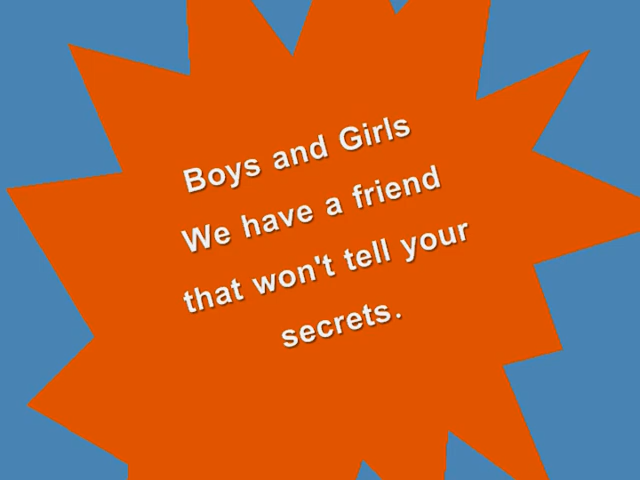 Boys and Girls
We have a friend
that won't tell your
secrets.